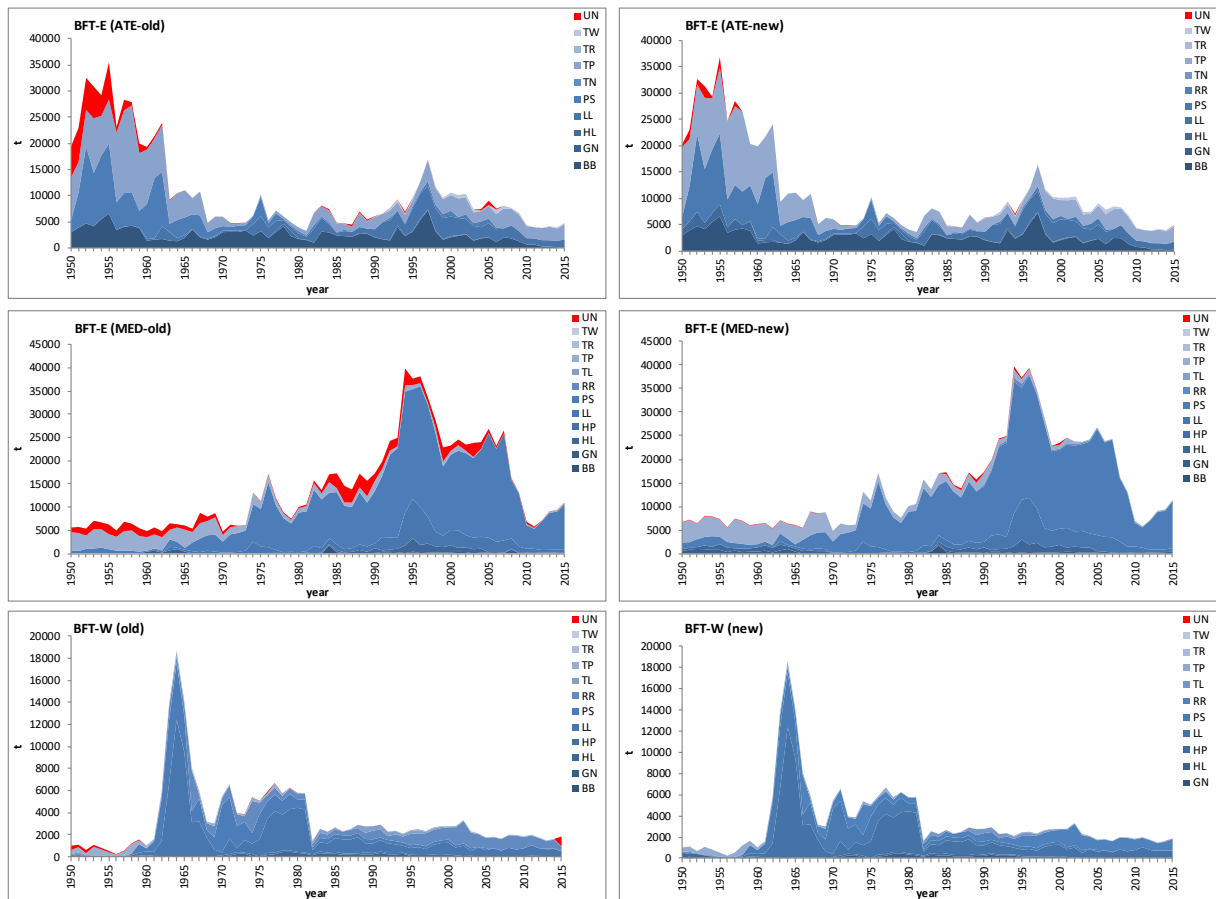 BFT-E (ATE-old)
40000
35000
30000
25000
20000
15000
10000
5000
0
t
1950
1955
1960
1965
1970
1975
1980
1985
1990
1995
2000
2005
2010
2015
year
UN
TW
TR
TP
TN
PS
LL
HL
GN
BB
BFT-E (ATE-new)
40000
35000
30000
25000
20000
15000
10000
5000
0
t
1950
1955
1960
1965
1970
1975
1980
1985
1990
1995
2000
2005
2010
2015
year
UN
TW
TR
TP
TN
RR
PS
LL
HL
GN
BB
BFT-E (MED-old)
45000
40000
35000
30000
25000
20000
15000
10000
5000
0
t
1950
1955
1960
1965
1970
1975
1980
1985
1990
1995
2000
2005
2010
2015
year
UN
TW
TR
TP
TL
RR
PS
LL
HP
HL
GN
BB
BFT-E (MED-new)
45000
40000
35000
30000
25000
20000
15000
10000
5000
0
t
1950
1955
1960
1965
1970
1975
1980
1985
1990
1995
2000
2005
2010
2015
year
UN
TW
TR
TP
TL
RR
PS
LL
HP
HL
GN
BB
BFT-W (old)
20000
18000
16000
14000
12000
10000
8000
6000
4000
2000
0
t
1950
1955
1960
1965
1970
1975
1980
1985
1990
1995
2000
2005
2010
2015
year
UN
TW
TR
TP
TL
RR
PS
LL
HP
HL
GN
BB
BFT-W (new)
20000
18000
16000
14000
12000
10000
8000
6000
4000
2000
0
t
1950
1955
1960
1965
1970
1975
1980
1985
1990
1995
2000
2005
2010
2015
year
UN
TW
TR
TP
TL
RR
PS
LL
HP
HL
GN